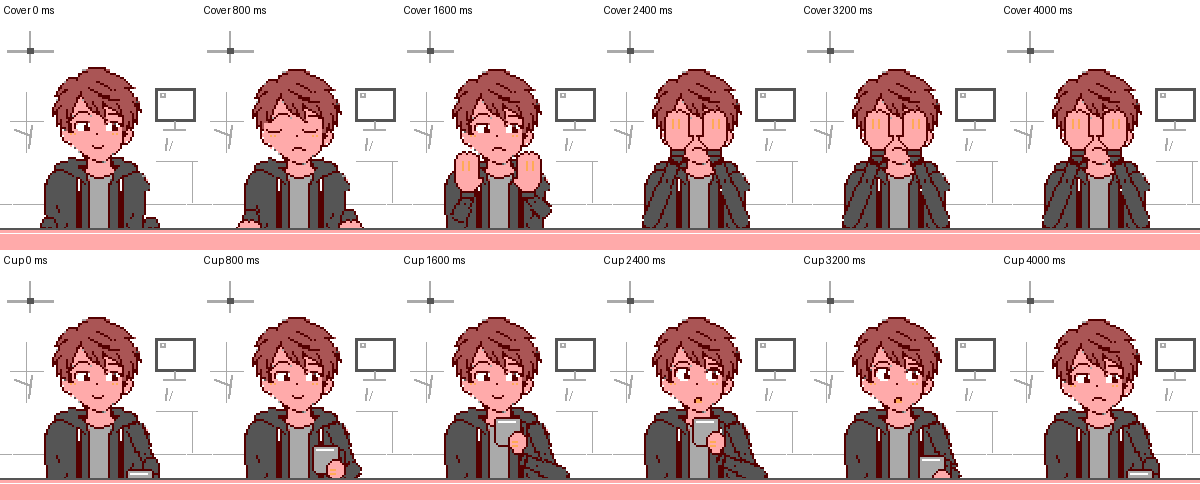 Cover 0 ms
Cover 800 ms
Cover 1600 ms
Cover 2400 ms
Cover 3200 ms
Cover 4000 ms
Cup 0 ms
Cup 800 ms
Cup 1600 ms
Cup 2400 ms
Cup 3200 ms
Cup 4000 ms